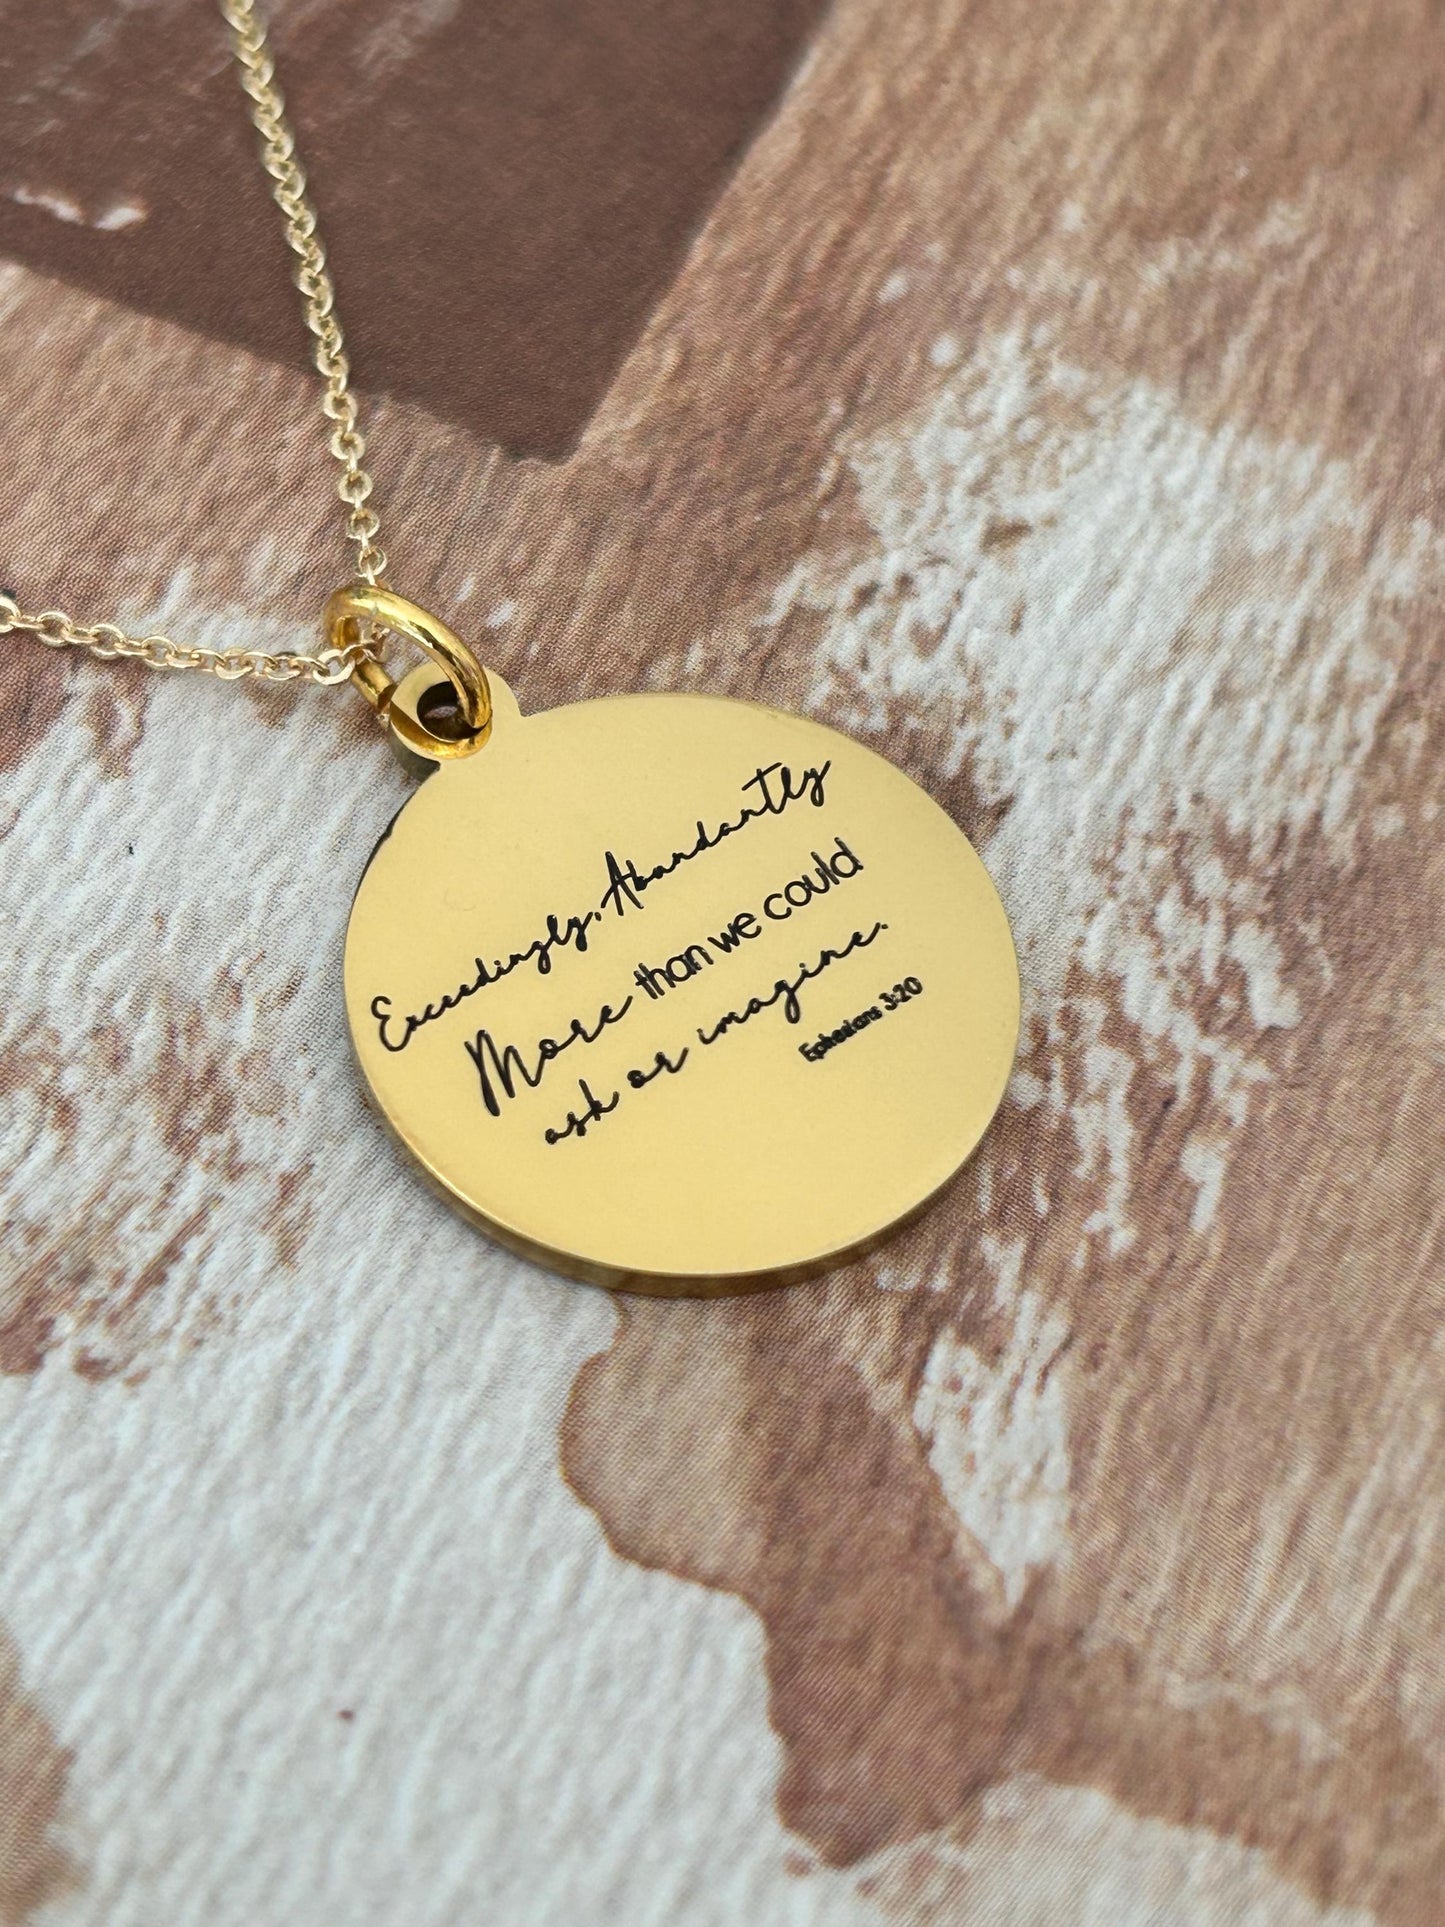 Exceedingly, Abundantly
More than we could
ask or imagine.
Ephesians 3:20